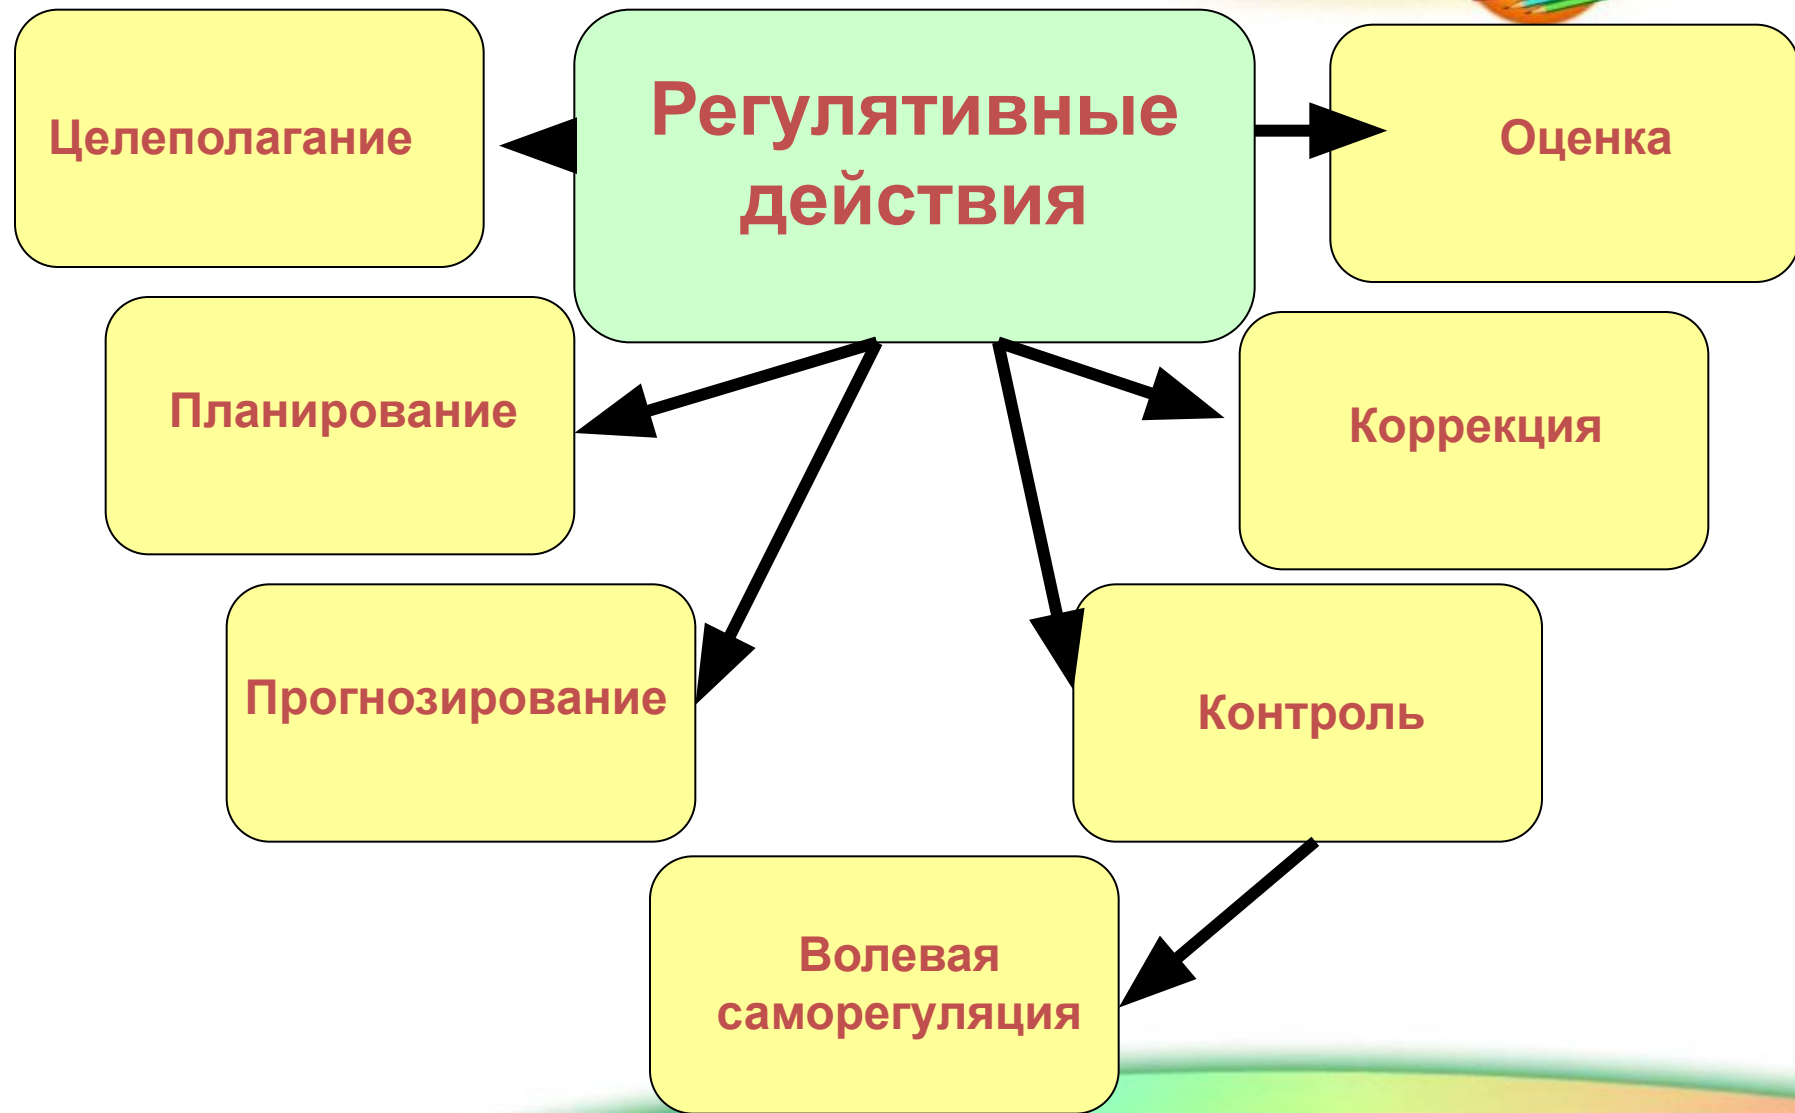 Регулятивные
действия
Целеполагание
Оценка
Планирование
Коррекция
Прогнозирование
Контроль
Волевая
саморегуляция